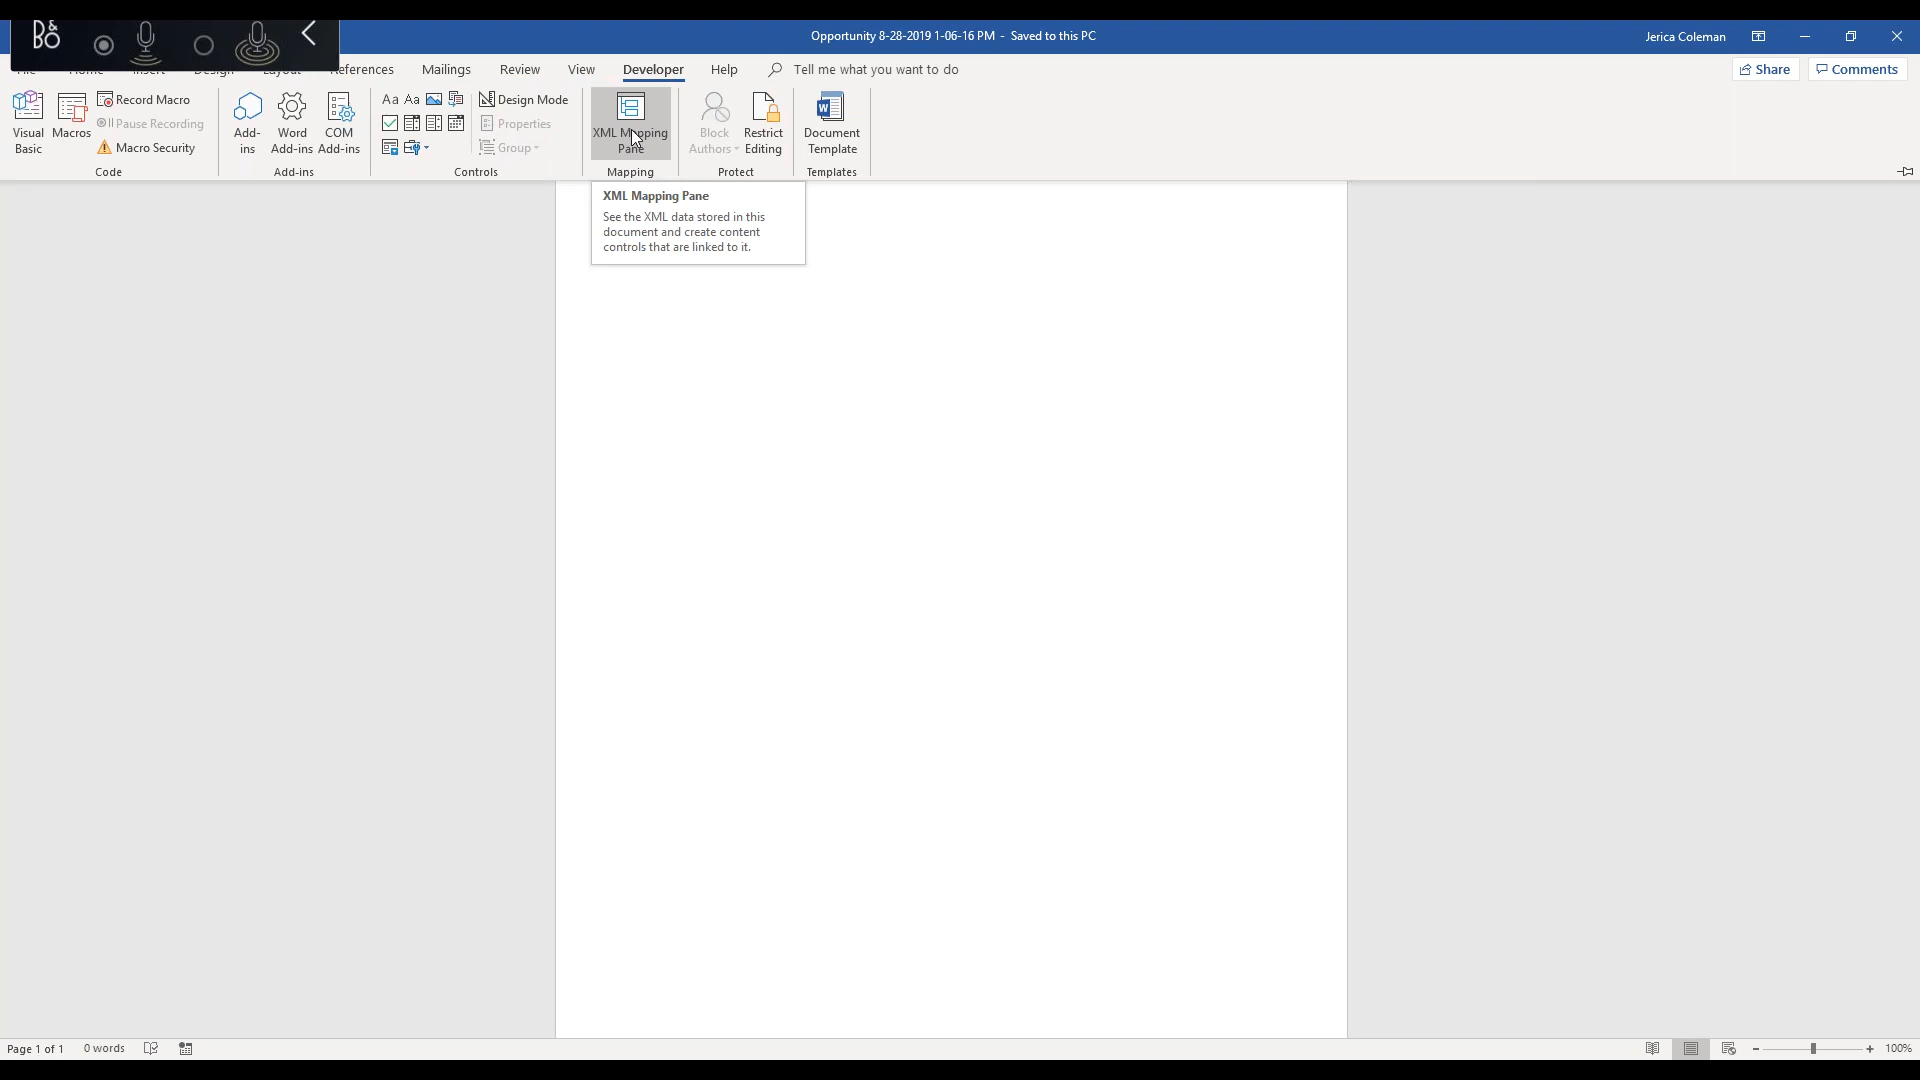 B&O
Opportunity 8-28-2019 1-06-16 PM - Saved to this PC
Jerica Coleman
References Mailings Review View Developer Help Tell me what you want to do
Share Comments
Visual
Basic
Macros
Record Macro
Pause Recording
Macro Security
Code
Add-
ins
Word
Add-ins
COM
Add-ins
Add-ins
Aa Aa
Design Mode
Properties
Group
Controls
XML Mapping
Pane
Mapping
Block
Authors
Restrict
Editing
Protect
Document
Template
Templates
XML Mapping Pane
See the XML data stored in this
document and create content
controls that are linked to it.
Page 1 of 1 0 words
100%